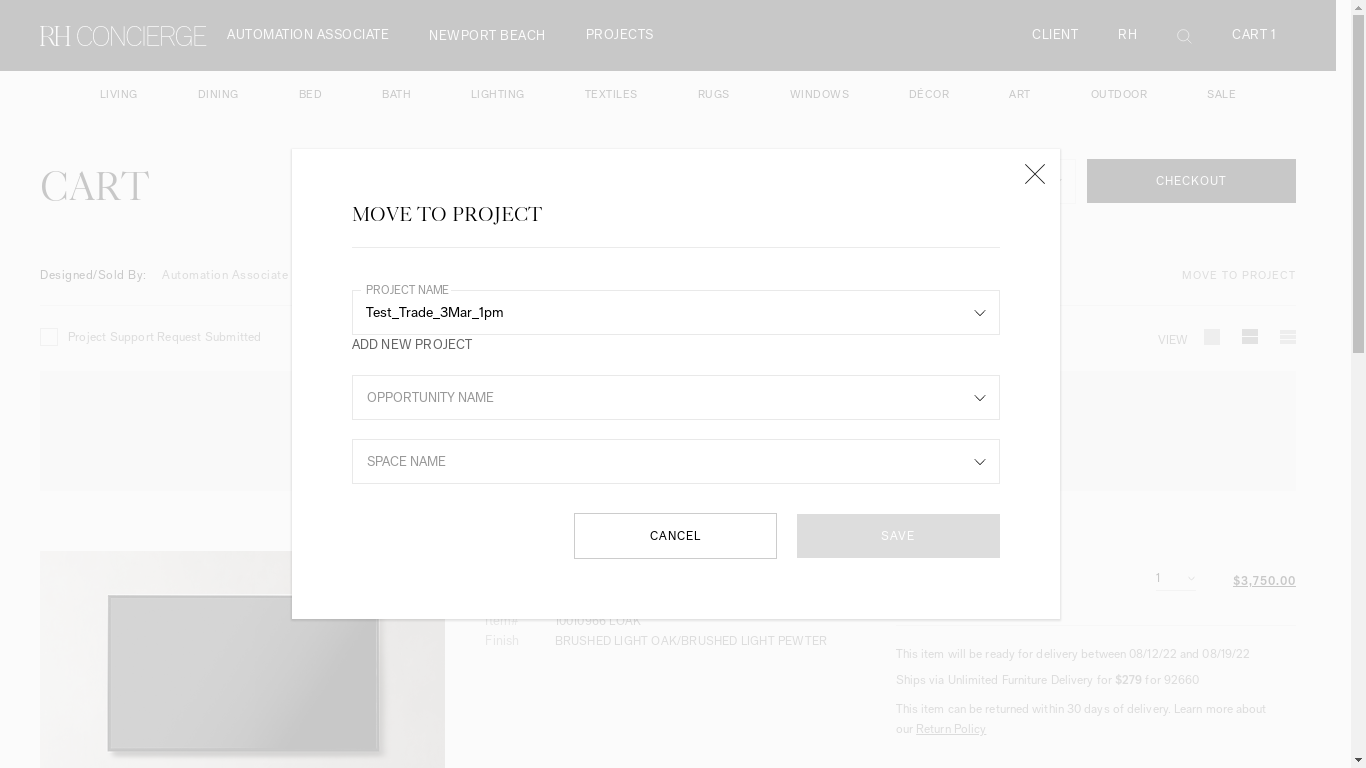 RH CONCIERGE AUTOMATION ASSOCIATE NEWPORT BEACH PROJECTS CLIENT RH CART 1
LIVING DINING BED BATH LIGHTING TEXTILES RUGS WINDOWS DÉCOR ART OUTDOOR SALE
CART
CHECKOUT
MOVE TO PROJECT
Designed/Sold By: Automation Associate
MOVE TO PROJECT
PROJECT NAME
Test_Trade_3Mar_1pm
Project Support Request Submitted
VIEW
ADD NEW PROJECT
OPPORTUNITY NAME
SPACE NAME
CANCEL SAVE
1 $3,750.00
Item# 10010966 LOAK
Finish BRUSHED LIGHT OAK/BRUSHED LIGHT PEWTER
This item will be ready for delivery between 08/12/22 and 08/19/22
Ships via Unlimited Furniture Delivery for $279 for 92660
This item can be returned within 30 days of delivery. Learn more about
our Return Policy